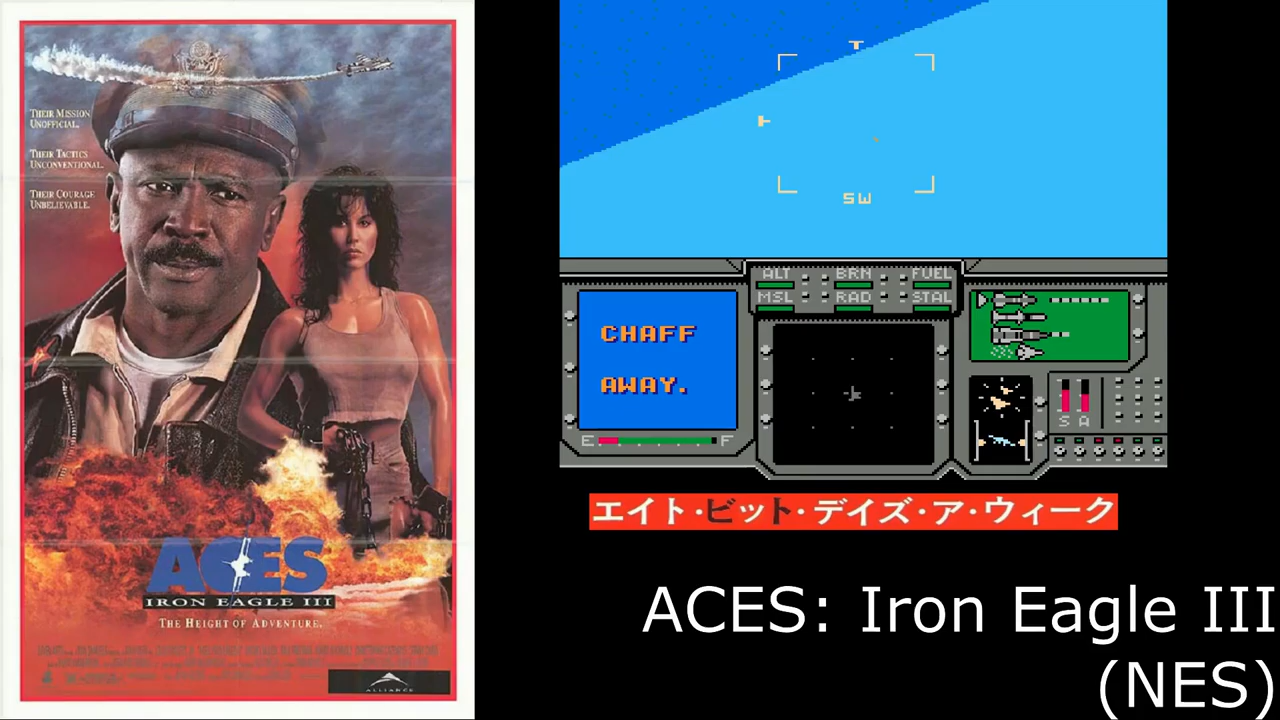 THEIR MISSION
UNOFFICIAL.
THEIR TACTICS
UNCONVENTIONAL.
THEIR COURAGE
UNBELIEVABLE.
ACES
IRON EAGLE III
THE HEIGHT OF ADVENTURE.
ALLIANCE
T
SW
ALT BRN FUEL
MSL RAD STAL
CHAFF
AWAY.
E F
S A
エイト・ビット・デイズ・ア・ウィーク
ACES: Iron Eagle III
(NES)